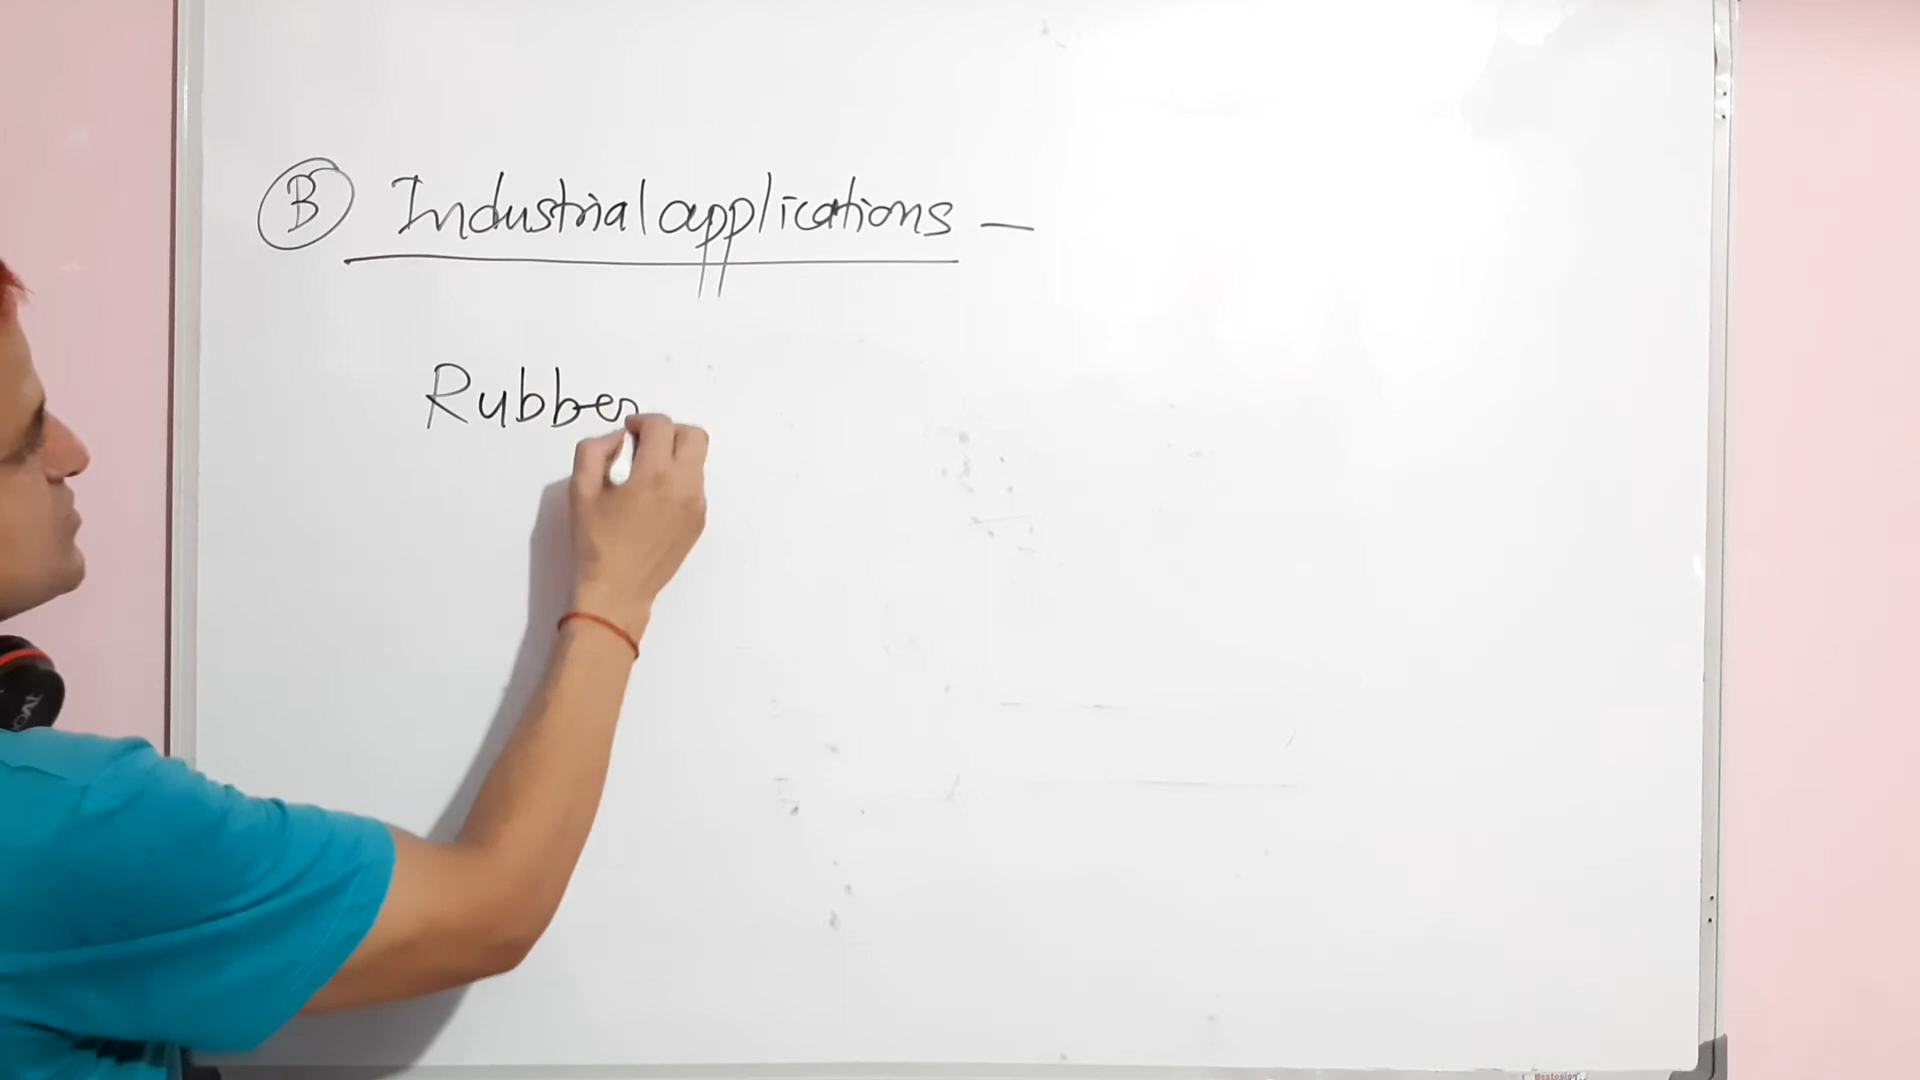 B Industrial applications —
Rubber